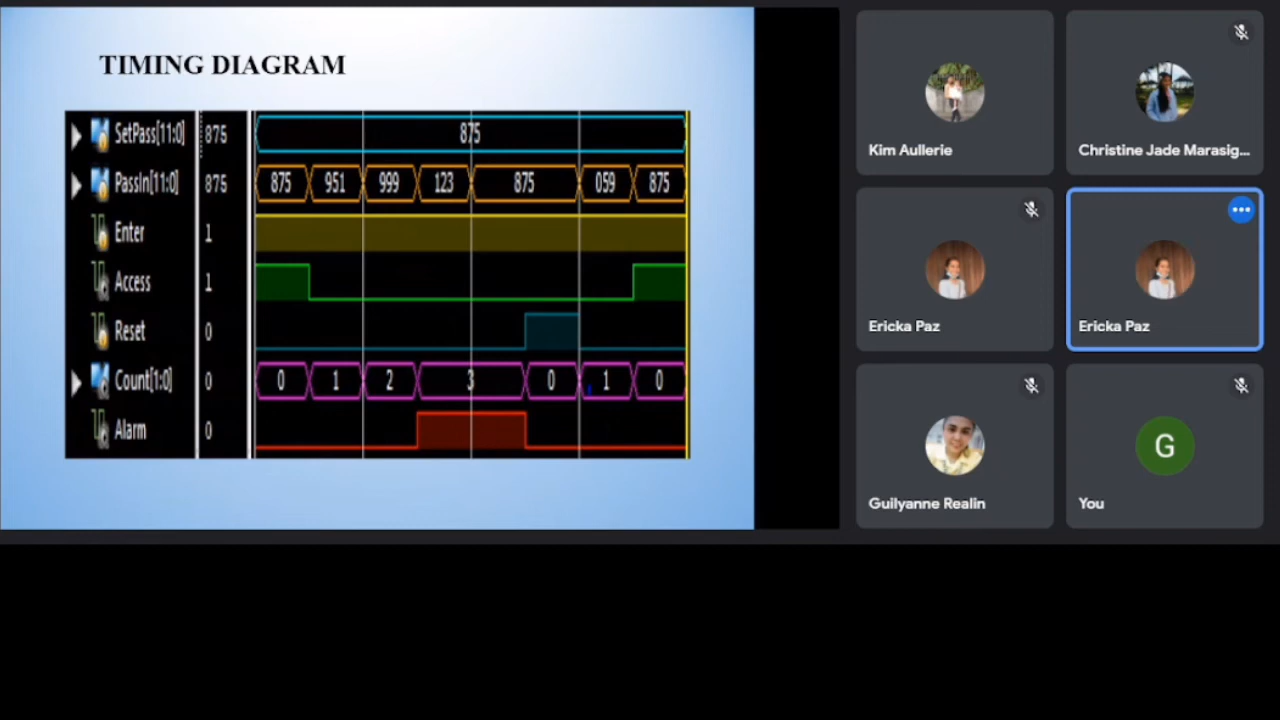 TIMING DIAGRAM
SetPass[11:0] 875 875
PassIn[11:0] 875 875 951 999 123 875 059 875
Enter 1
Access 1
Reset 0
Count[1:0] 0 0 1 2 3 0 1 0
Alarm 0
Kim Aullerie
Christine Jade Marasig...
Ericka Paz
Ericka Paz
Guilyanne Realin
G
You